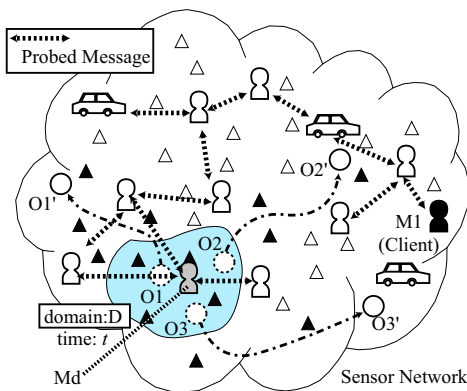 Probed Message
O1'
O2'
M1
(Client)
O2
O1
domain:D
O3
O3'
time: t
Md
Sensor Network